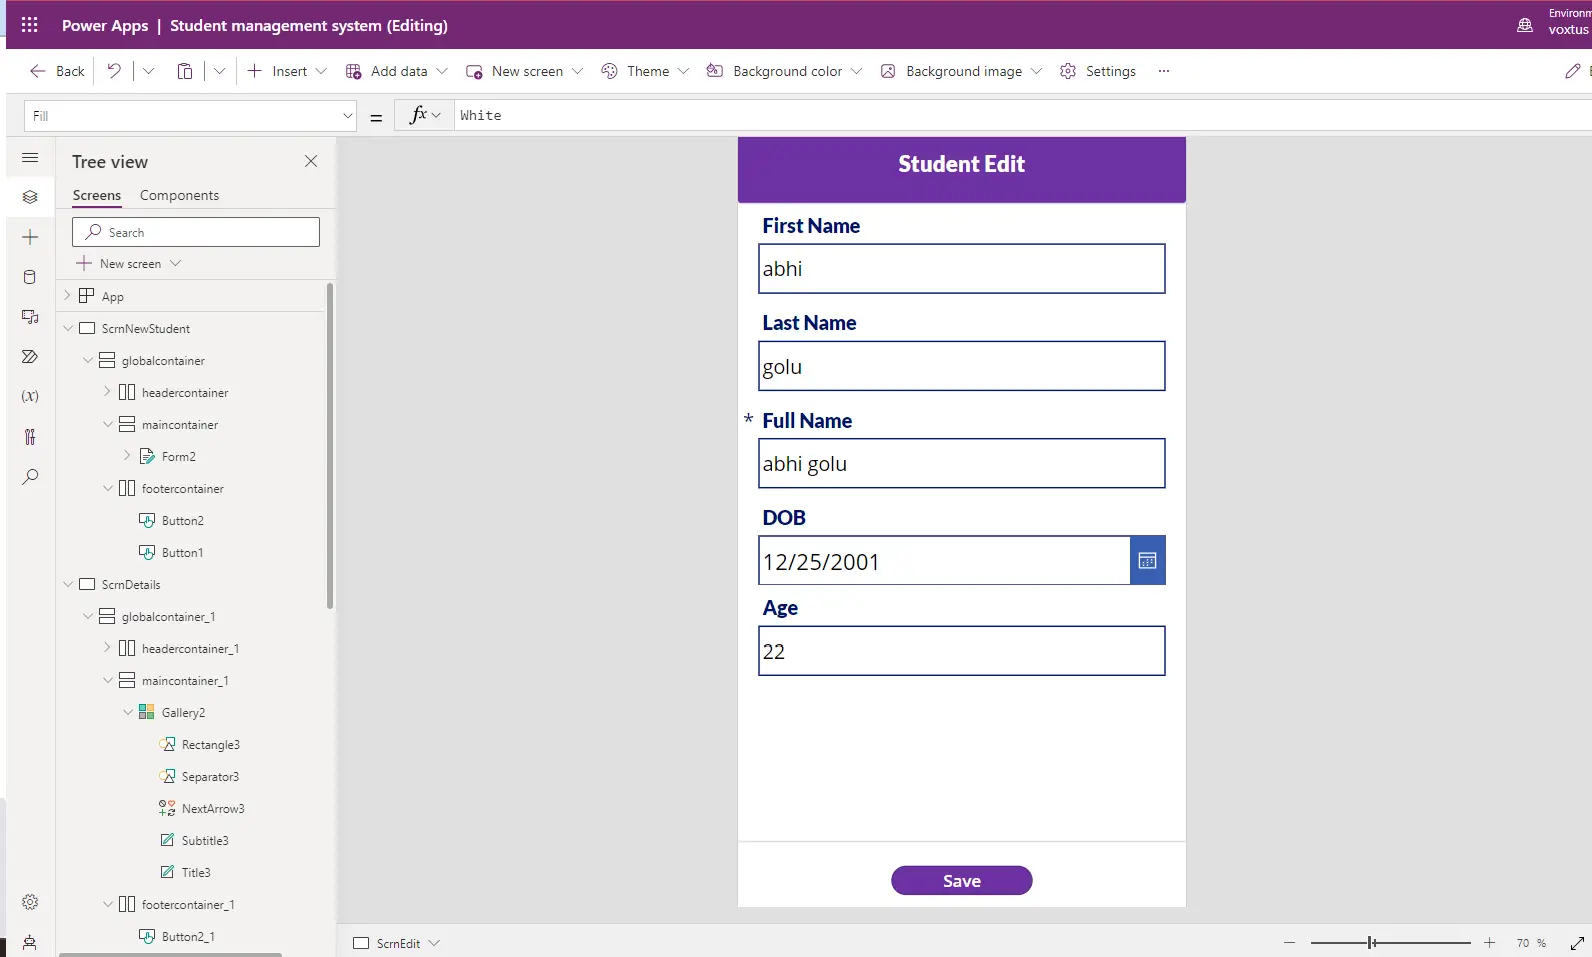 Power Apps | Student management system (Editing)
Environm
voxtus
Back
Insert
Add data
New screen
Theme
Background color
Background image
Settings
...
Fill
=
fx
White
Tree view
Screens
Components
Search
New screen
App
ScrnNewStudent
globalcontainer
headercontainer
maincontainer
Form2
footercontainer
Button2
Button1
ScrnDetails
globalcontainer_1
headercontainer_1
maincontainer_1
Gallery2
Rectangle3
Separator3
NextArrow3
Subtitle3
Title3
footercontainer_1
Button2_1
(x)
Student Edit
First Name
abhi
Last Name
golu
* Full Name
abhi golu
DOB
12/25/2001
Age
22
Save
ScrnEdit
70 %